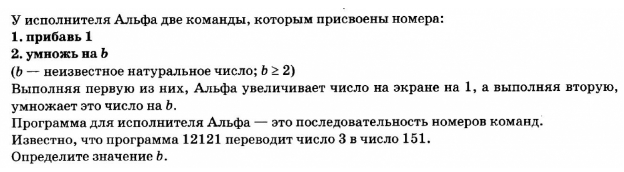 У исполнителя Альфа две команды, которым присвоены номера:
1. прибавь 1
2. умножь на b
(b — неизвестное натуральное число; b ≥ 2)
Выполняя первую из них, Альфа увеличивает число на экране на 1, а выполняя вторую,
умножает это число на b.
Программа для исполнителя Альфа — это последовательность номеров команд.
Известно, что программа 12121 переводит число 3 в число 151.
Определите значение b.